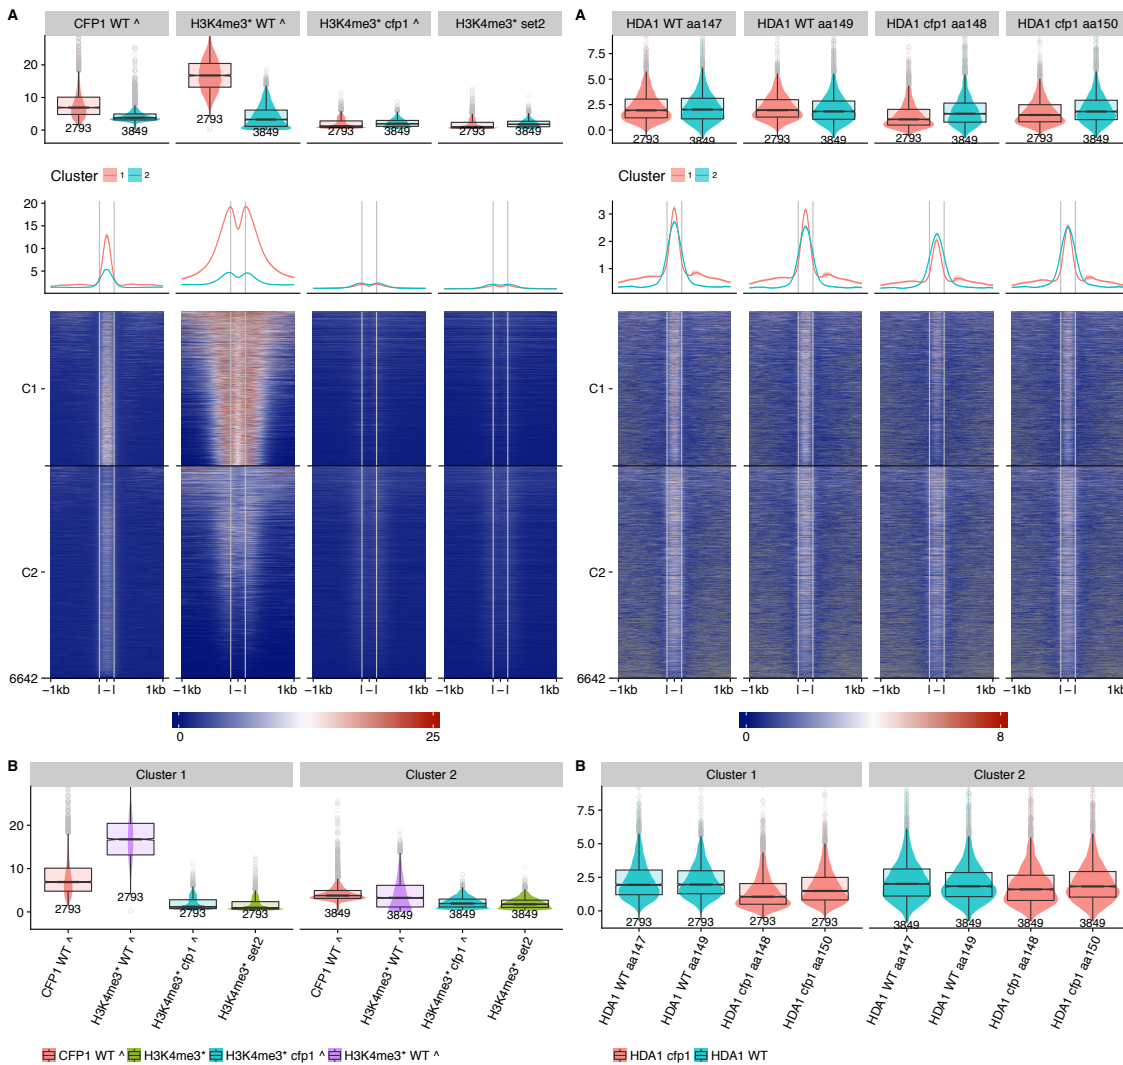 A
CFP1 WT ^ H3K4me3* WT ^ H3K4me3* cfp1 ^ H3K4me3* set2
20
10
0
2793 3849 2793 3849 2793 3849 2793 3849
Cluster 1 2
20
15
10
5
C1
C2
6642
−1kb 1kb −1kb 1kb −1kb 1kb −1kb 1kb
0 25
B
Cluster 1 Cluster 2
20
10
0
2793 2793 2793 2793 3849 3849 3849 3849
CFP1 WT ^ H3K4me3* WT ^ H3K4me3* cfp1 ^ H3K4me3* set2 CFP1 WT ^ H3K4me3* WT ^ H3K4me3* cfp1 ^ H3K4me3* set2
CFP1 WT ^ H3K4me3* H3K4me3* cfp1 ^ H3K4me3* WT ^
A
HDA1 WT aa147 HDA1 WT aa149 HDA1 cfp1 aa148 HDA1 cfp1 aa150
7.5
5.0
2.5
0.0
2793 3849 2793 3849 2793 3849 2793 3849
Cluster 1 2
3
2
1
C1
C2
6642
−1kb 1kb −1kb 1kb −1kb 1kb −1kb 1kb
0 8
B
Cluster 1 Cluster 2
7.5
5.0
2.5
0.0
2793 2793 2793 2793 3849 3849 3849 3849
HDA1 WT aa147 HDA1 WT aa149 HDA1 cfp1 aa148 HDA1 cfp1 aa150 HDA1 WT aa147 HDA1 WT aa149 HDA1 cfp1 aa148 HDA1 cfp1 aa150
HDA1 cfp1 HDA1 WT